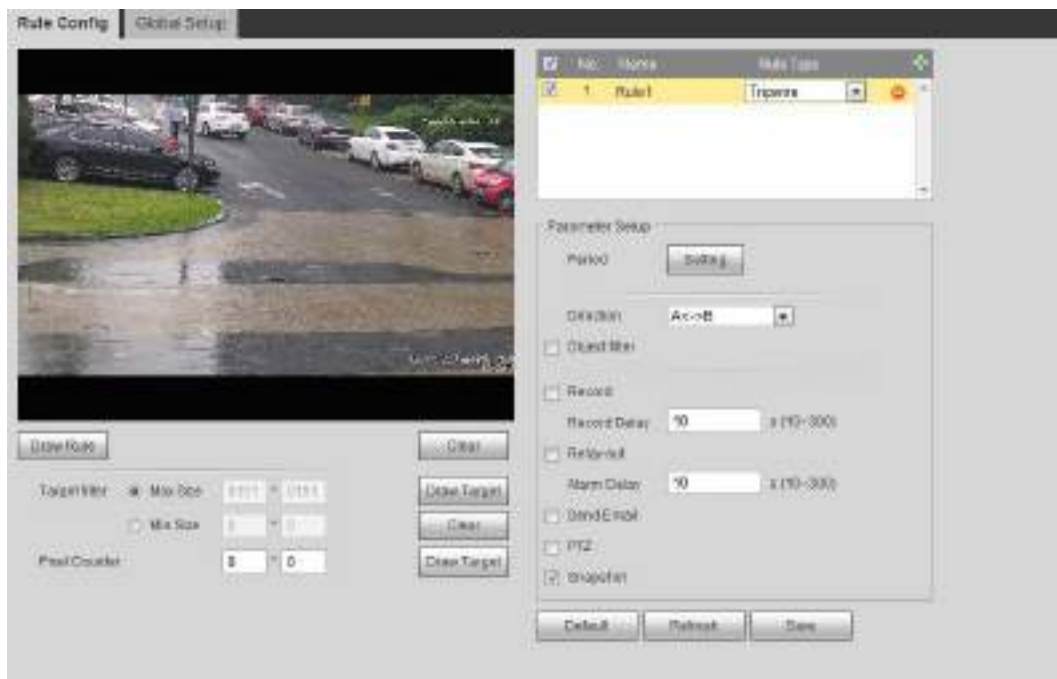 Rule Config Global Setup
No. Name Rule Type
1 Rule1 Tripwire
Parameter Setup
Period Setting
Direction A<->B
Object filter
Record
Record Delay 10 s (10~300)
Relay-out
Alarm Delay 10 s (10~300)
Send Email
PTZ
Snapshot
Draw Rule Clear
Target filter Max Size * Draw Target
Min Size * Clear
Pixel Counter 0 * 0 Draw Target
Default Refresh Save